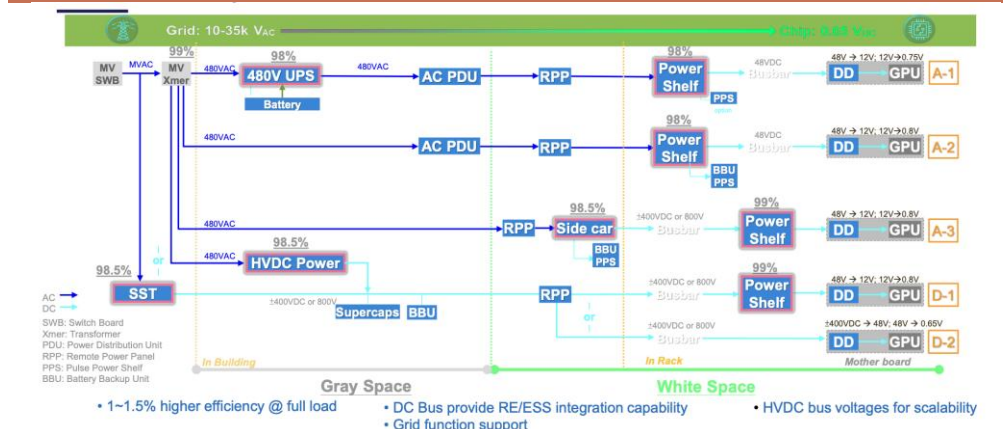 Grid: 10-35k VAC
Chip: 0.65 VDC
MV SWB
MVAC
99%
MV Xmer
480VAC
98%
480V UPS
Battery
480VAC
AC PDU
RPP
98%
Power Shelf
PPS
48VDC
Busbar
48V → 12V; 12V→0.75V
DD
GPU
A-1
480VAC
AC PDU
RPP
98%
Power Shelf
BBU PPS
48VDC
Busbar
48V → 12V; 12V→0.8V
DD
GPU
A-2
480VAC
RPP
98.5%
Side car
BBU PPS
±400VDC or 800V
Busbar
99%
Power Shelf
48V → 12V; 12V→0.8V
DD
GPU
A-3
or
480VAC
98.5%
HVDC Power
98.5%
SST
±400VDC or 800V
Supercaps
BBU
RPP
or
±400VDC or 800V
Busbar
99%
Power Shelf
48V → 12V; 12V→0.8V
DD
GPU
D-1
±400VDC or 800V
Busbar
±400VDC → 48V; 48V → 0.65V
DD
GPU
D-2
AC
DC
SWB: Switch Board
Xmer: Transformer
PDU: Power Distribution Unit
RPP: Remote Power Panel
PPS: Pulse Power Shelf
BBU: Battery Backup Unit
In Building
In Rack
Mother board
Gray Space
White Space
• 1~1.5% higher efficiency @ full load
• DC Bus provide RE/ESS integration capability
• Grid function support
• HVDC bus voltages for scalability